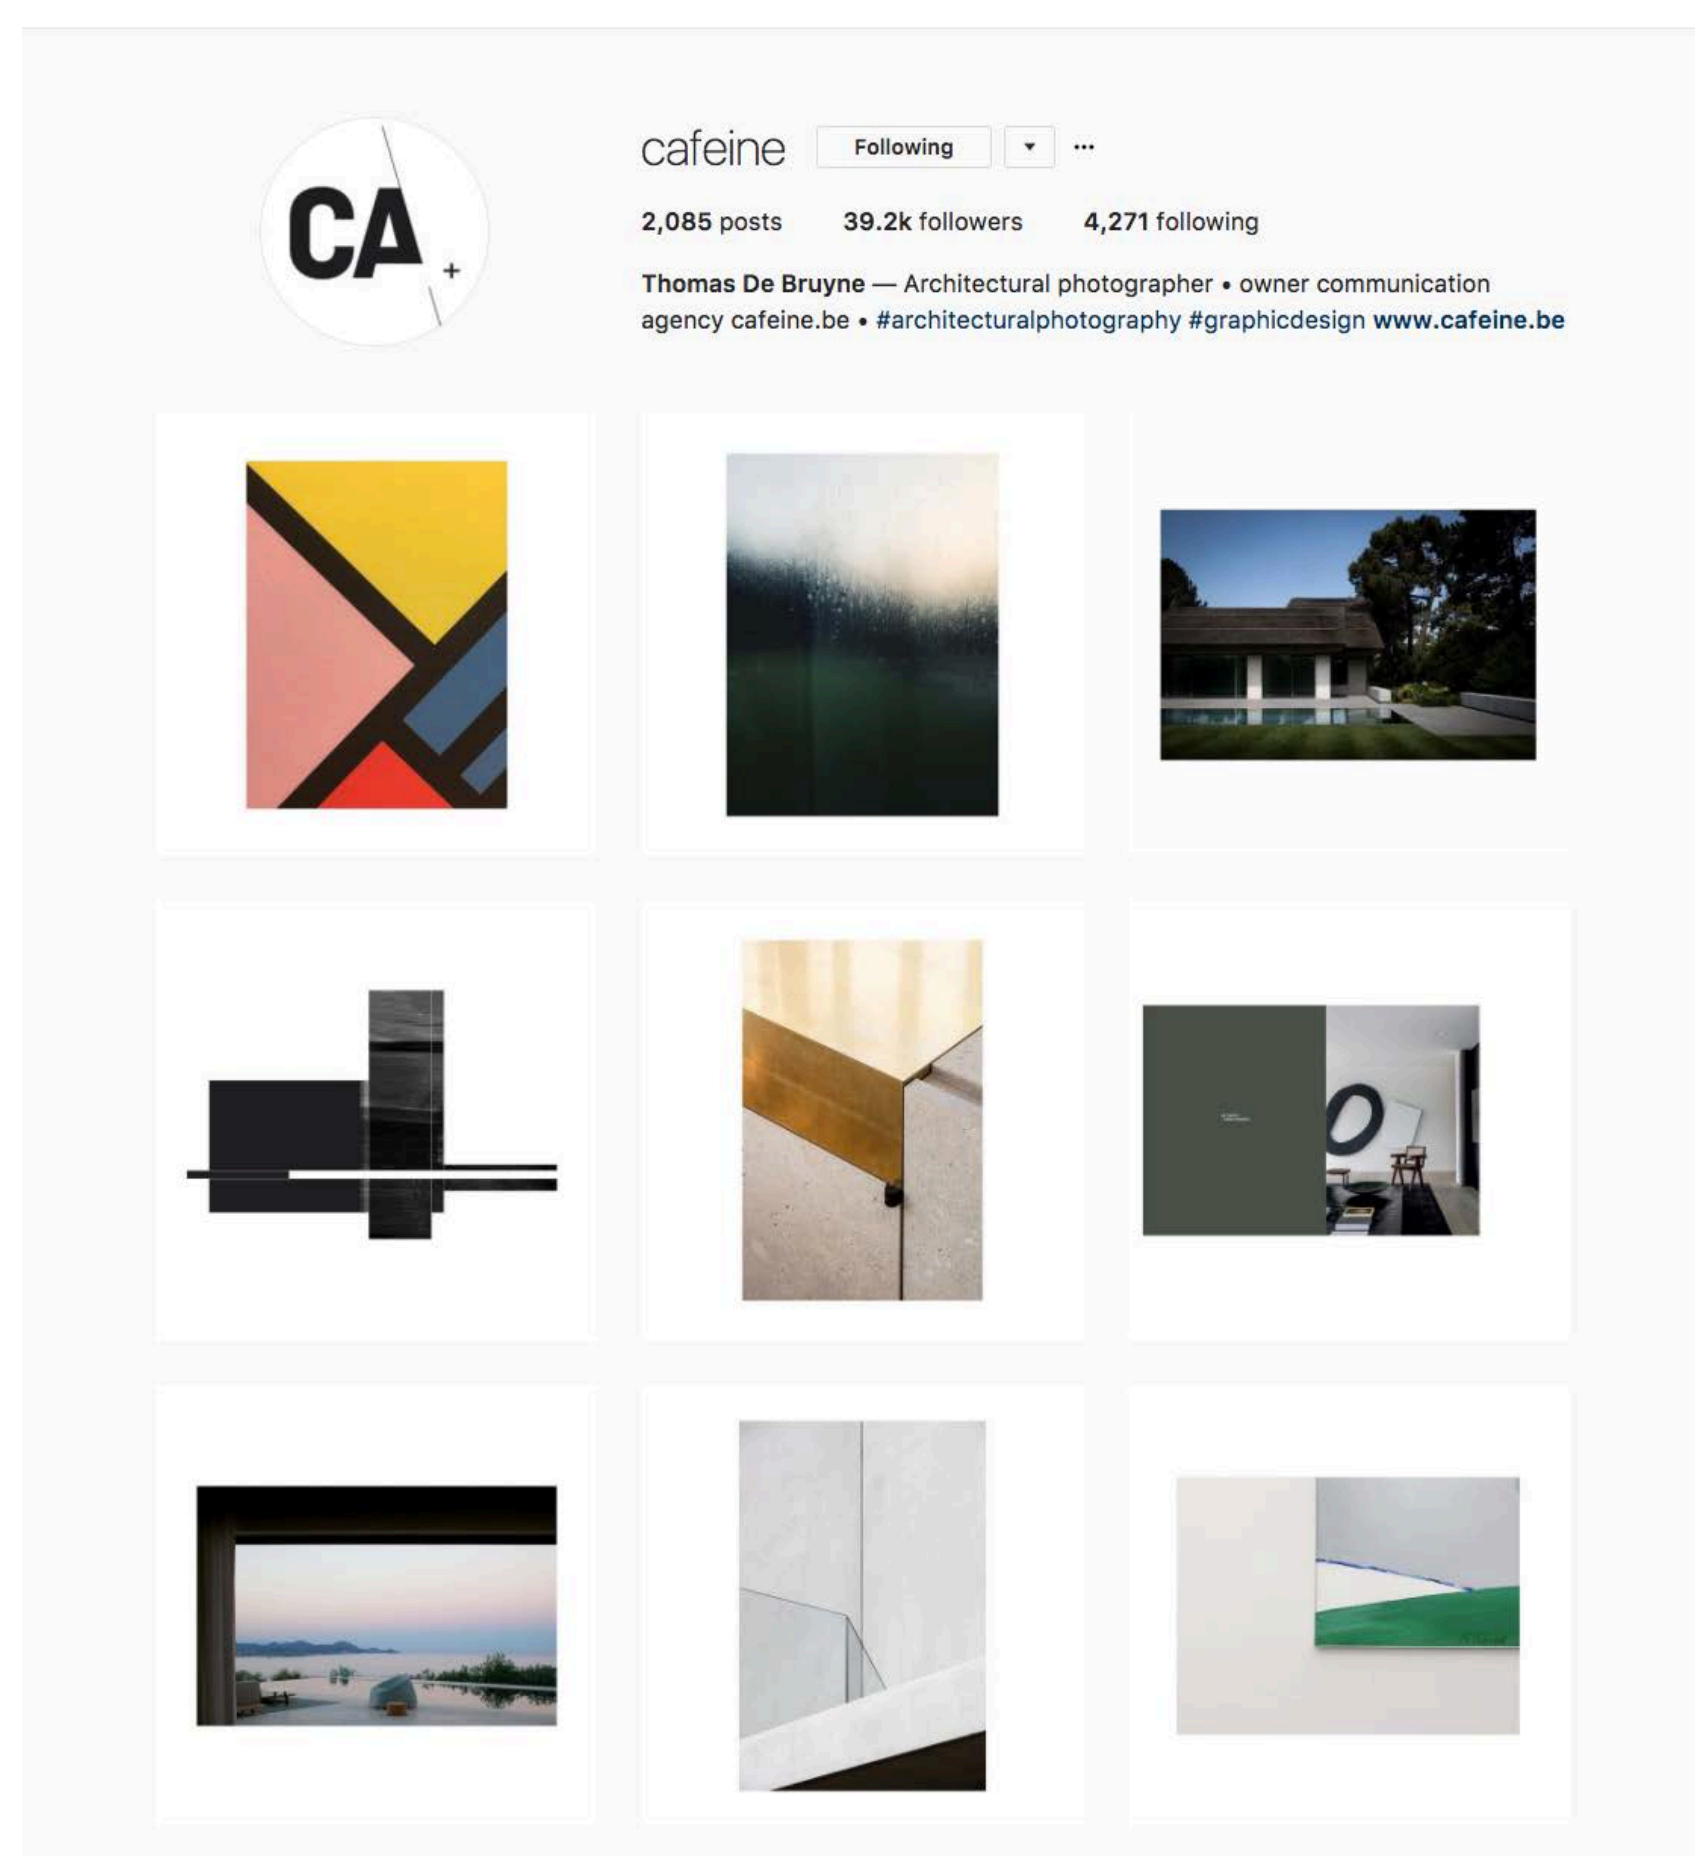 CA
+
cafeine Following ▼ •••
2,085 posts 39.2k followers 4,271 following
Thomas De Bruyne — Architectural photographer • owner communication
agency cafeine.be • #architecturalphotography #graphicdesign www.cafeine.be